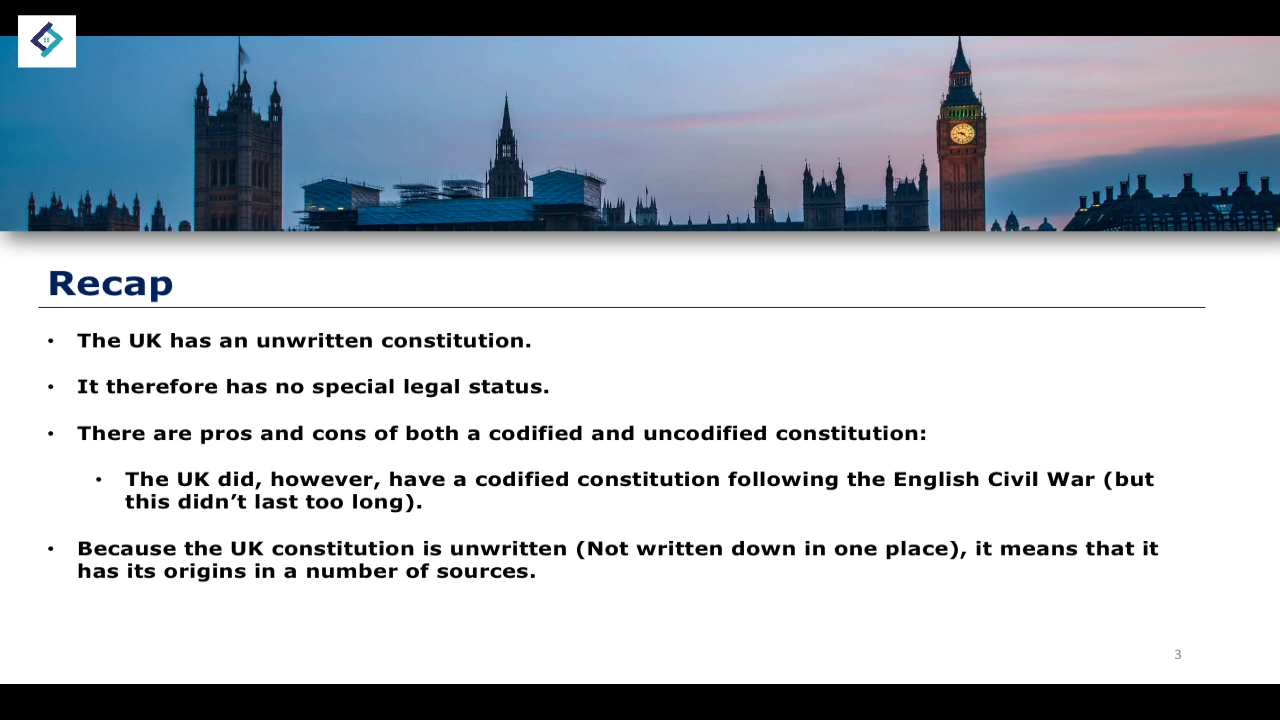 Recap
• The UK has an unwritten constitution.
• It therefore has no special legal status.
• There are pros and cons of both a codified and uncodified constitution:
• The UK did, however, have a codified constitution following the English Civil War (but
this didn’t last too long).
• Because the UK constitution is unwritten (Not written down in one place), it means that it
has its origins in a number of sources.
3